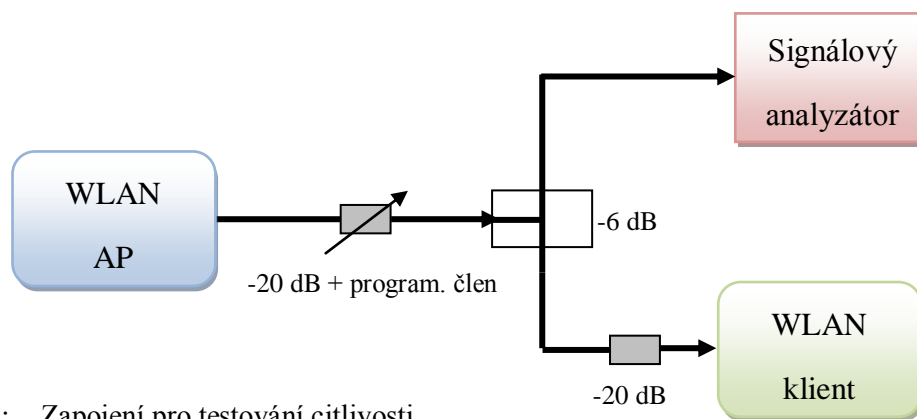 Signálový
analyzátor
WLAN
AP
-6 dB
-20 dB + program. člen
WLAN
klient
-20 dB
: Zapojení pro testování citlivosti